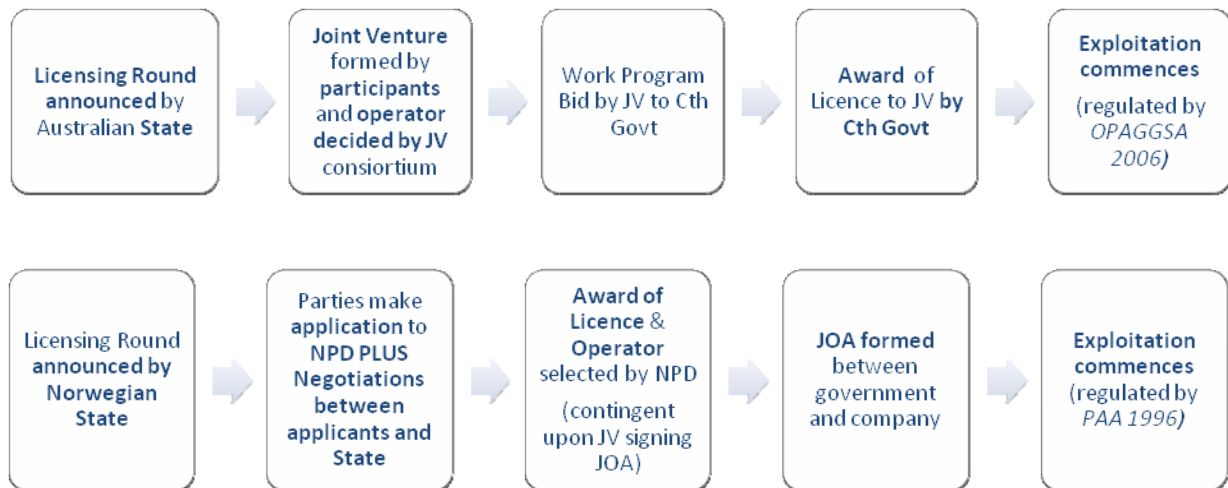 Licensing Round
announced by
Australian State
Joint Venture
formed by
participants
and operator
decided by JV
consiortium
Work Program
Bid by JV to Cth
Govt
Award of
Licence to JV by
Cth Govt
Exploitation
commences
(regulated by
OPAGGSA
2006)
Licensing Round
announced by
Norwegian
State
Parties make
application to
NPD PLUS
Negotiations
between
applicants and
State
Award of
Licence &
Operator
selected by NPD
(contingent
upon JV signing
JOA)
JOA formed
between
government
and company
Exploitation
commences
(regulated by
PAA 1996)